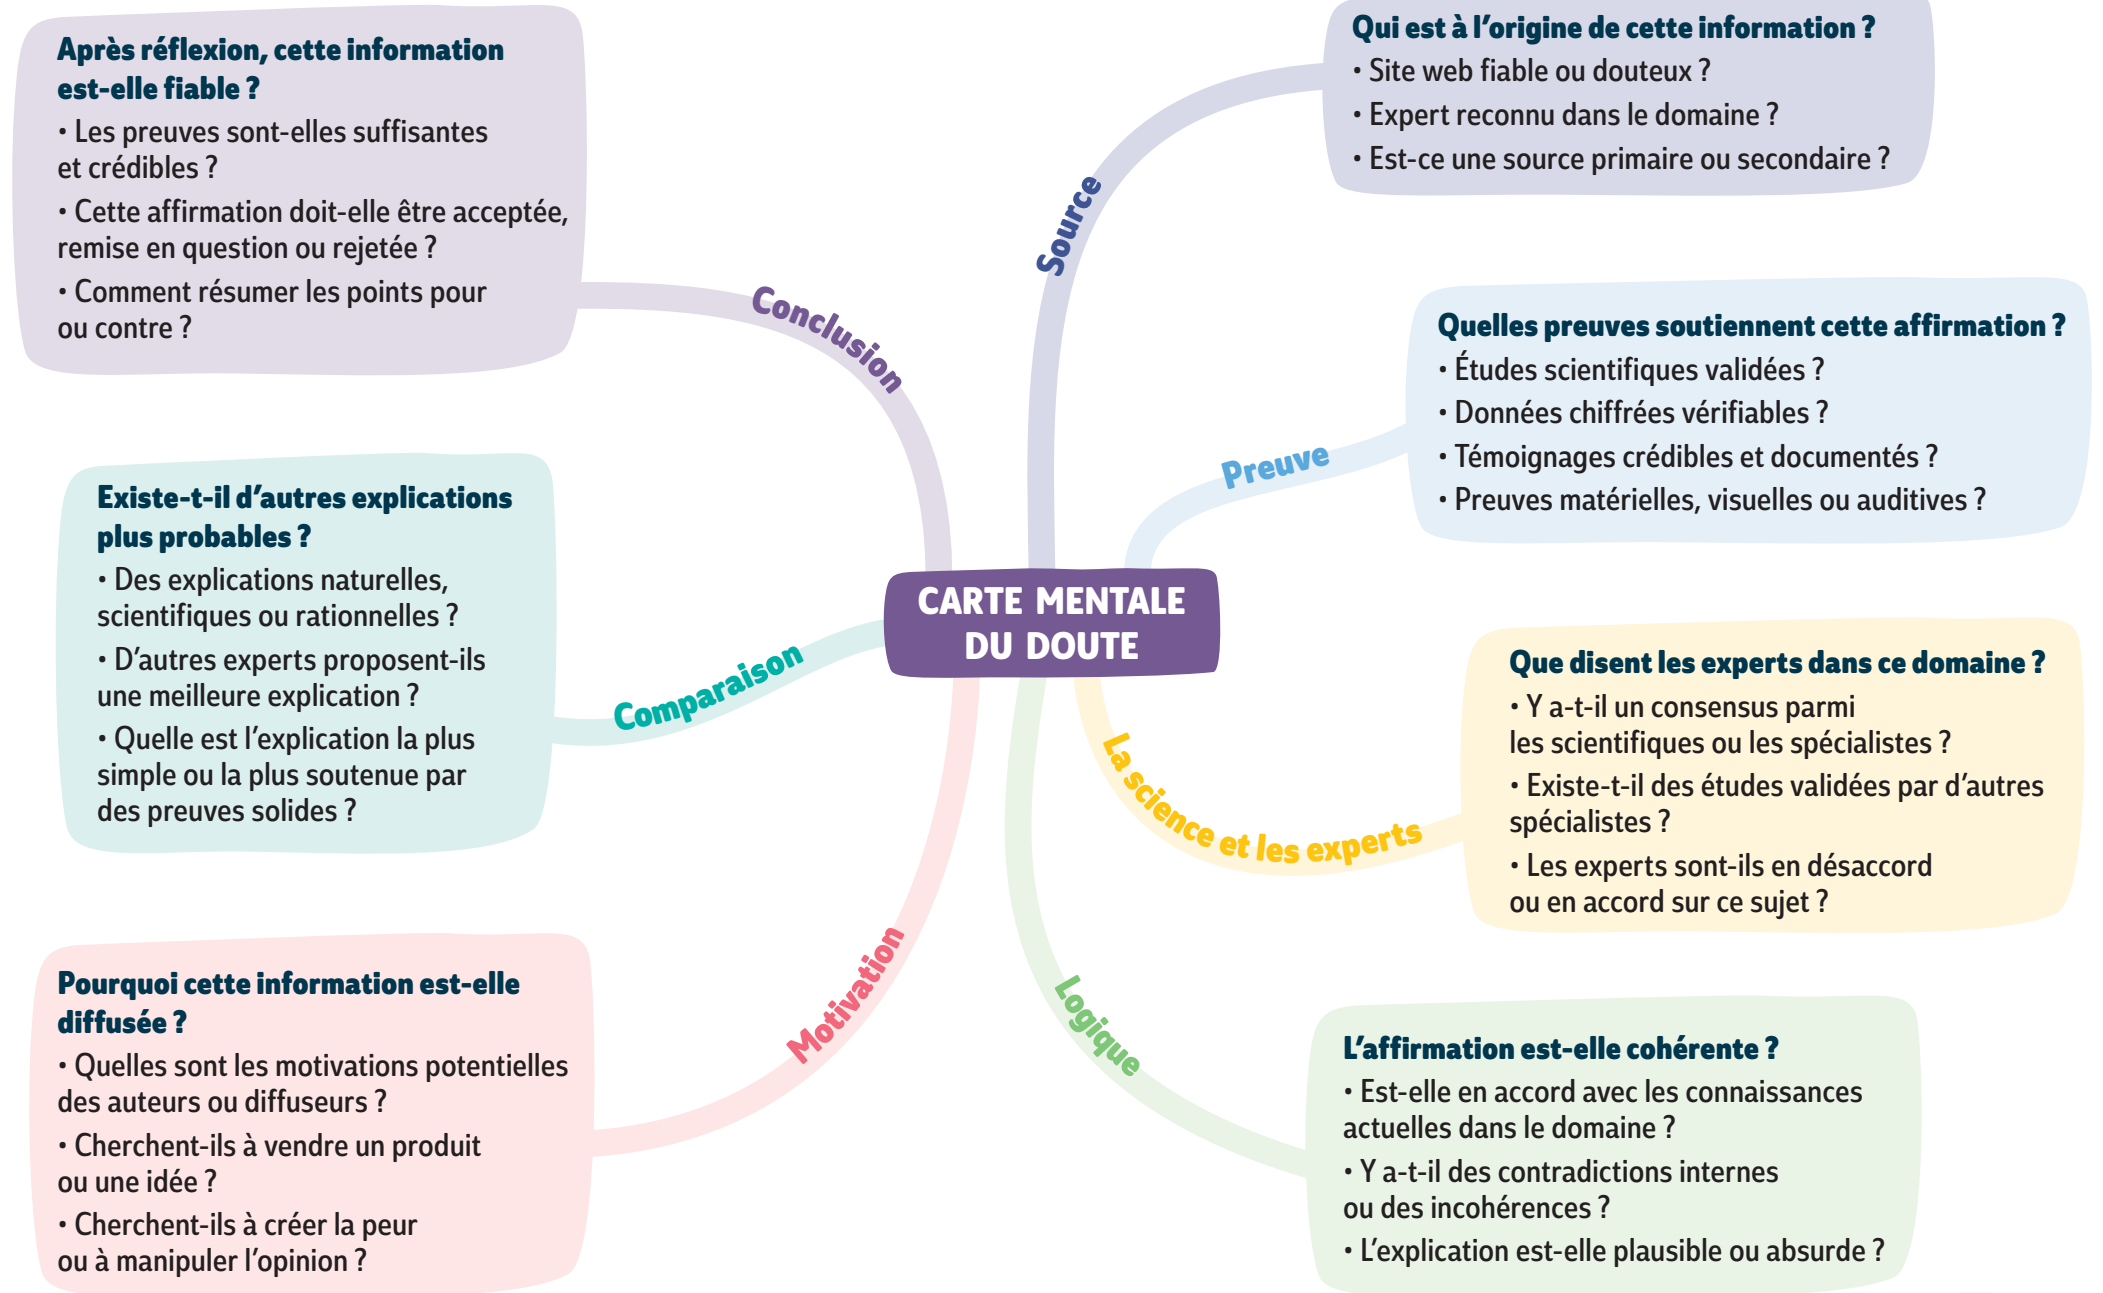 CARTE MENTALE
DU DOUTE
Source
Qui est à l’origine de cette information ?
• Site web fiable ou douteux ?
• Expert reconnu dans le domaine ?
• Est-ce une source primaire ou secondaire ?
Preuve
Quelles preuves soutiennent cette affirmation ?
• Études scientifiques validées ?
• Données chiffrées vérifiables ?
• Témoignages crédibles et documentés ?
• Preuves matérielles, visuelles ou auditives ?
La science et les experts
Que disent les experts dans ce domaine ?
• Y a-t-il un consensus parmi
les scientifiques ou les spécialistes ?
• Existe-t-il des études validées par d’autres
spécialistes ?
• Les experts sont-ils en désaccord
ou en accord sur ce sujet ?
Logique
L’affirmation est-elle cohérente ?
• Est-elle en accord avec les connaissances
actuelles dans le domaine ?
• Y a-t-il des contradictions internes
ou des incohérences ?
• L’explication est-elle plausible ou absurde ?
Motivation
Pourquoi cette information est-elle
diffusée ?
• Quelles sont les motivations potentielles
des auteurs ou diffuseurs ?
• Cherchent-ils à vendre un produit
ou une idée ?
• Cherchent-ils à créer la peur
ou à manipuler l’opinion ?
Comparaison
Existe-t-il d’autres explications
plus probables ?
• Des explications naturelles,
scientifiques ou rationnelles ?
• D’autres experts proposent-ils
une meilleure explication ?
• Quelle est l’explication la plus
simple ou la plus soutenue par
des preuves solides ?
Conclusion
Après réflexion, cette information
est-elle fiable ?
• Les preuves sont-elles suffisantes
et crédibles ?
• Cette affirmation doit-elle être acceptée,
remise en question ou rejetée ?
• Comment résumer les points pour
ou contre ?